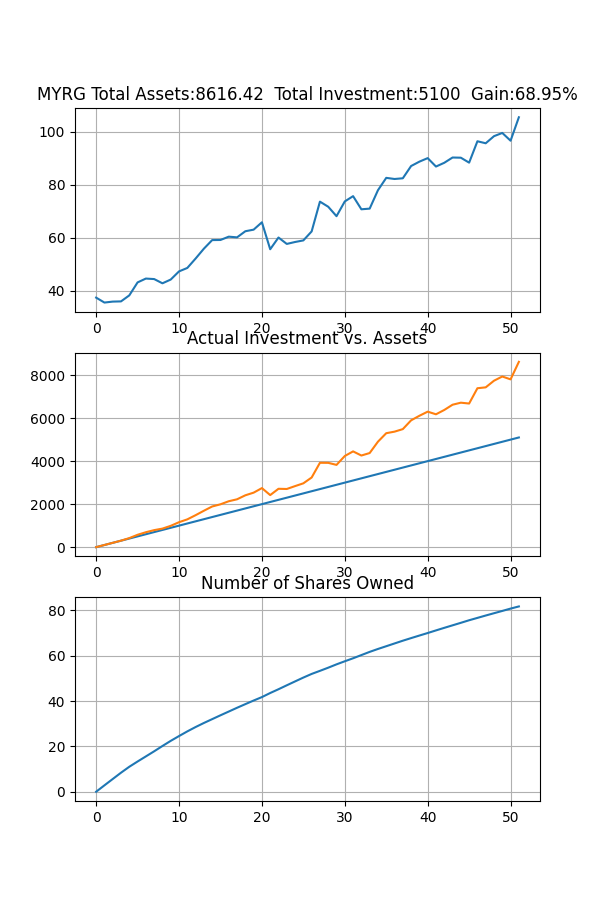 MYRG Total Assets:8616.42  Total Investment:5100  Gain:68.95%
100
80
60
40
0 10 20 30 40 50
Actual Investment vs. Assets
8000
6000
4000
2000
0
0 10 20 30 40 50
Number of Shares Owned
80
60
40
20
0
0 10 20 30 40 50